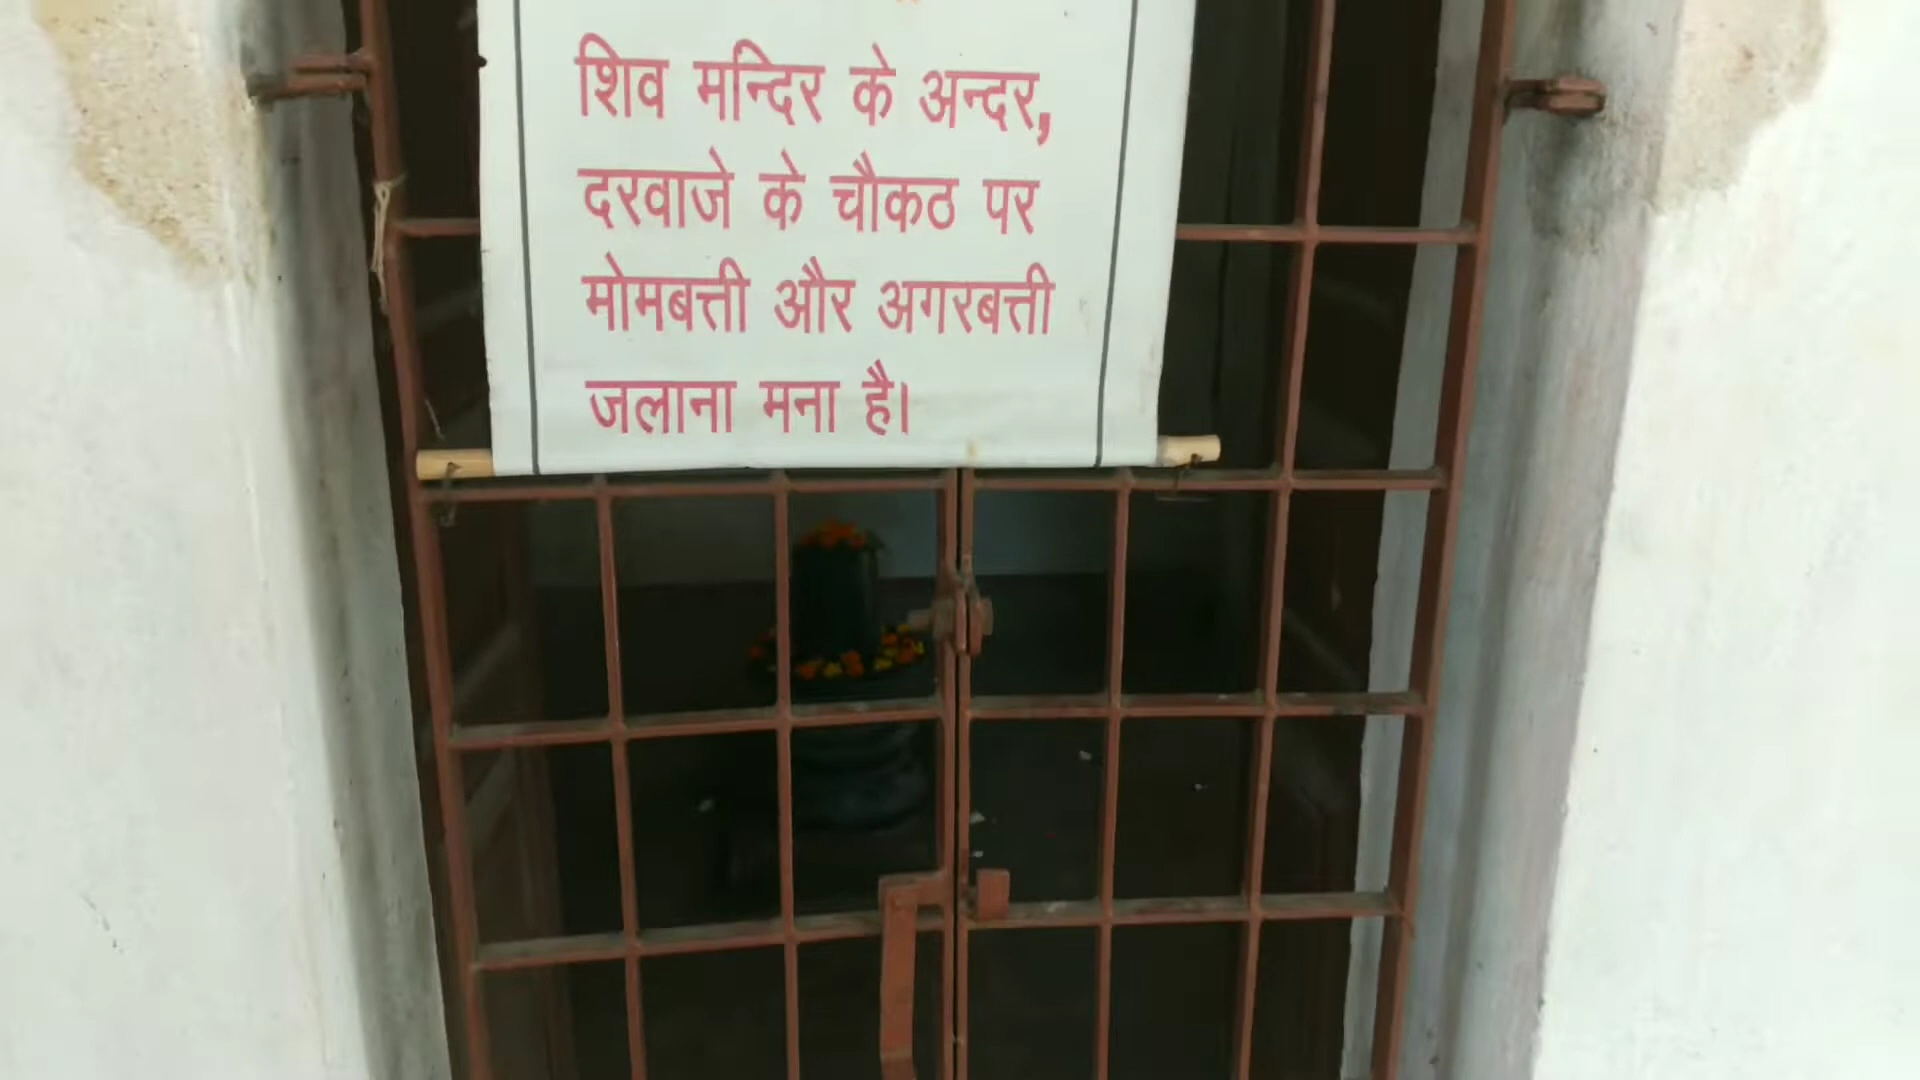 शिव मन्दिर के अन्दर,
दरवाजे के चौकठ पर
मोमबत्ती और अगरबत्ती
जलाना मना है।